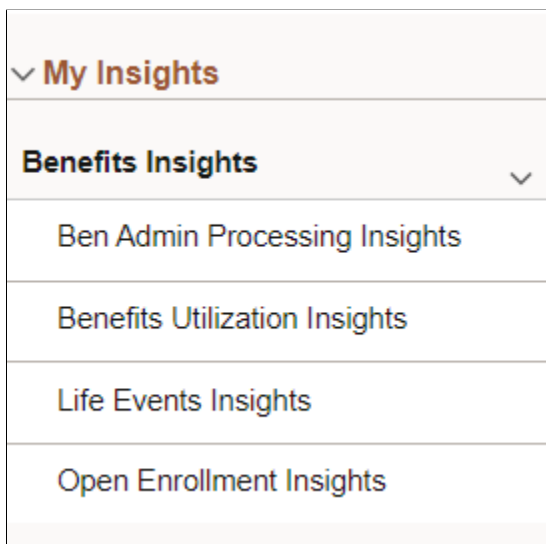 My Insights
Benefits Insights
Ben Admin Processing Insights
Benefits Utilization Insights
Life Events Insights
Open Enrollment Insights